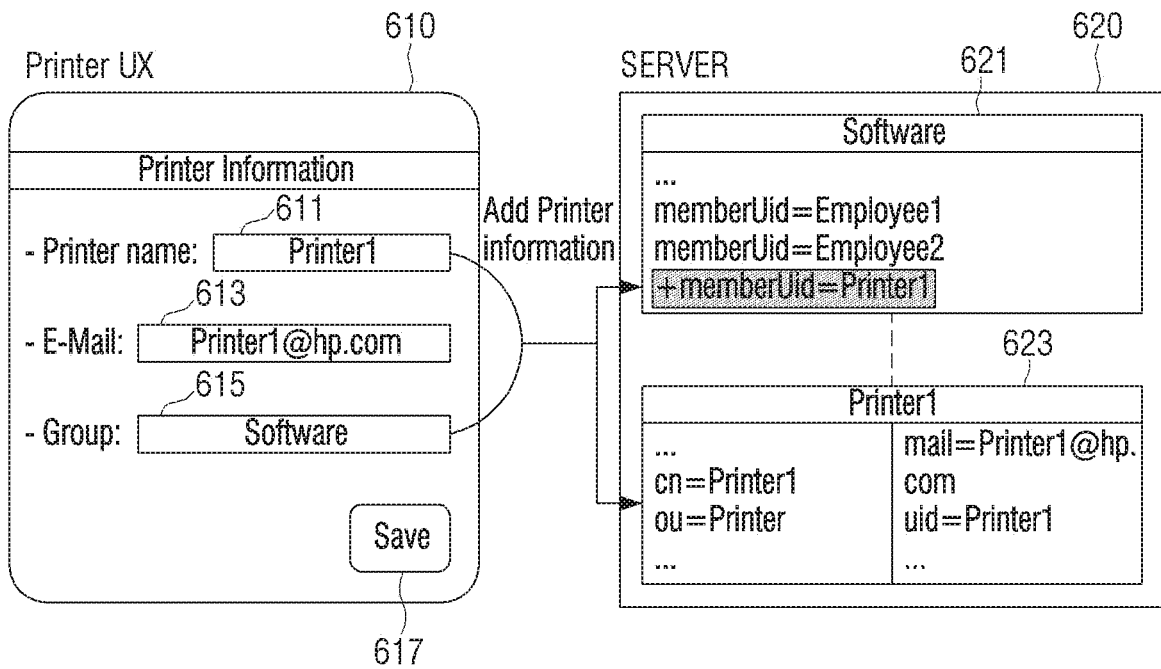 610
Printer UX
Printer Information
611
- Printer name: Printer1
613
- E-Mail: Printer1@hp.com
615
- Group: Software
Save
617
Add Printer
information
620
SERVER
621
Software
...
memberUid=Employee1
memberUid=Employee2
+memberUid=Printer1
623
Printer1
...
cn=Printer1
ou=Printer
...
mail=Printer1@hp.
com
uid=Printer1
...